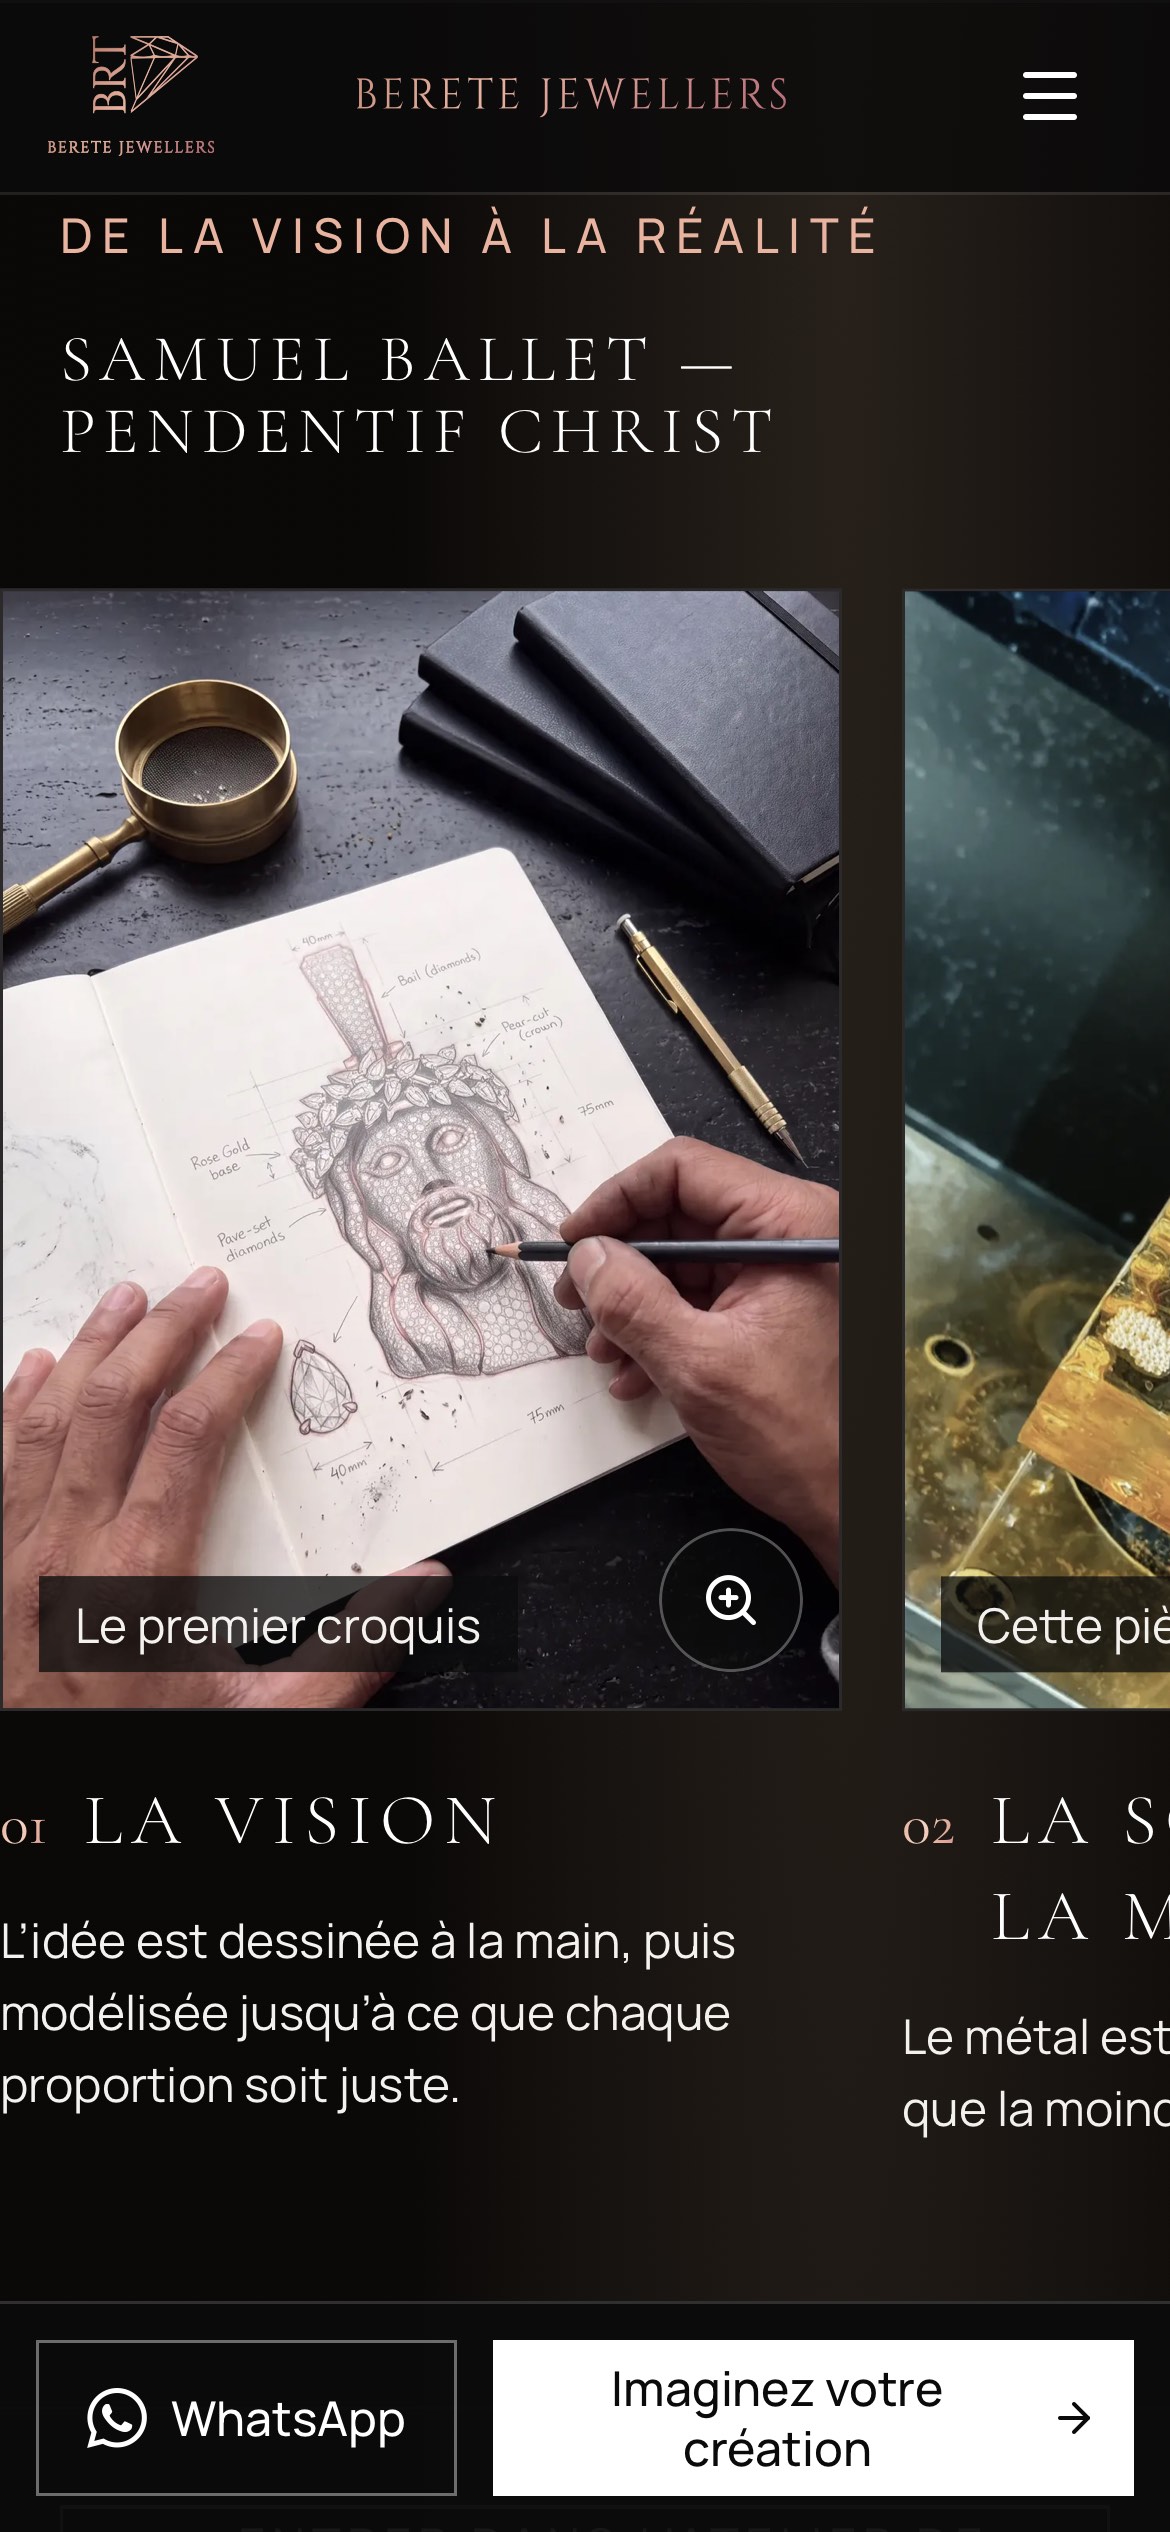 BRT
BERETE JEWELLERS
BERETE JEWELLERS
DE LA VISION À LA RÉALITÉ
SAMUEL BALLET —
PENDENTIF CHRIST
40mm
Bail (diamonds)
Pear-cut
(crown)
75mm
Rose Gold
base
Pave-set
diamonds
75mm
40mm
Le premier croquis
Cette piè
01 LA VISION
L’idée est dessinée à la main, puis
modélisée jusqu’à ce que chaque
proportion soit juste.
02 LA S
LA M
Le métal est
que la moind
WhatsApp
Imaginez votre
création